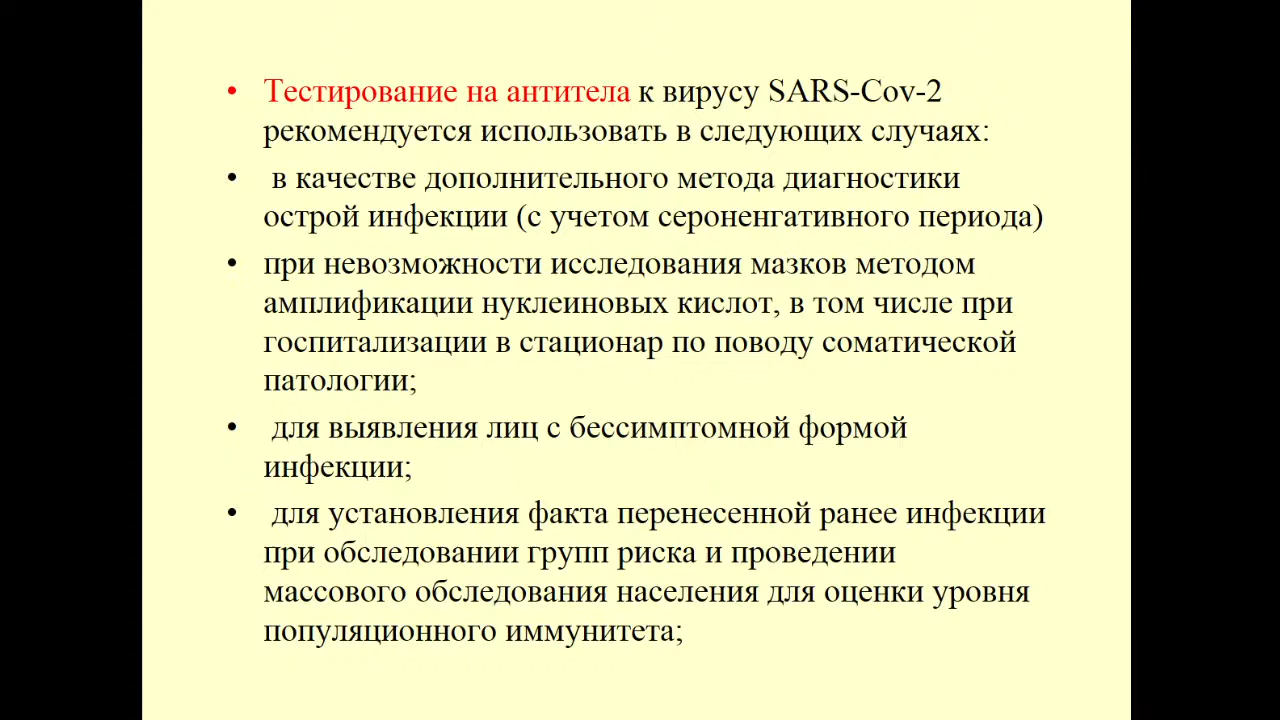 • Тестирование на антитела к вирусу SARS-Cov-2
рекомендуется использовать в следующих случаях:
• в качестве дополнительного метода диагностики
острой инфекции (с учетом сероненгативного периода)
• при невозможности исследования мазков методом
амплификации нуклеиновых кислот, в том числе при
госпитализации в стационар по поводу соматической
патологии;
• для выявления лиц с бессимптомной формой
инфекции;
• для установления факта перенесенной ранее инфекции
при обследовании групп риска и проведении
массового обследования населения для оценки уровня
популяционного иммунитета;